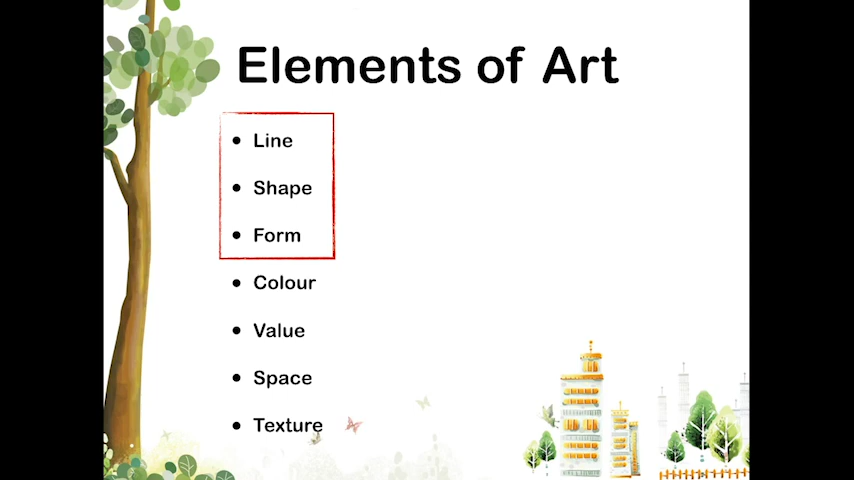 Elements of Art
• Line
• Shape
• Form
• Colour
• Value
• Space
• Texture